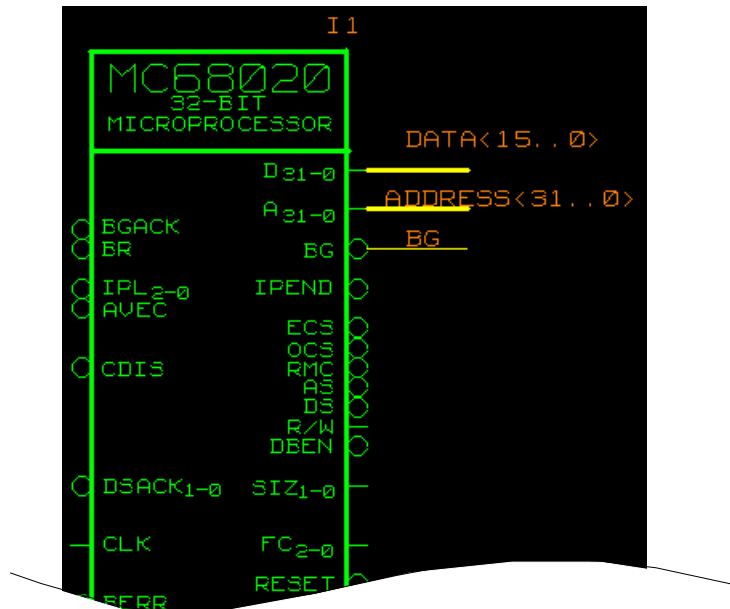 I1
MC68020
32-BIT
MICROPROCESSOR
DATA<15..0>
D31-0
ADDRESS<31..0>
A31-0
BGACK
BG
BR
BG
IPL2-0
IPEND
AVEC
ECS
OCS
CDIS
RMC
AS
DS
R/W
DBEN
DSACK1-0
SIZ1-0
CLK
FC2-0
RESET
BERR